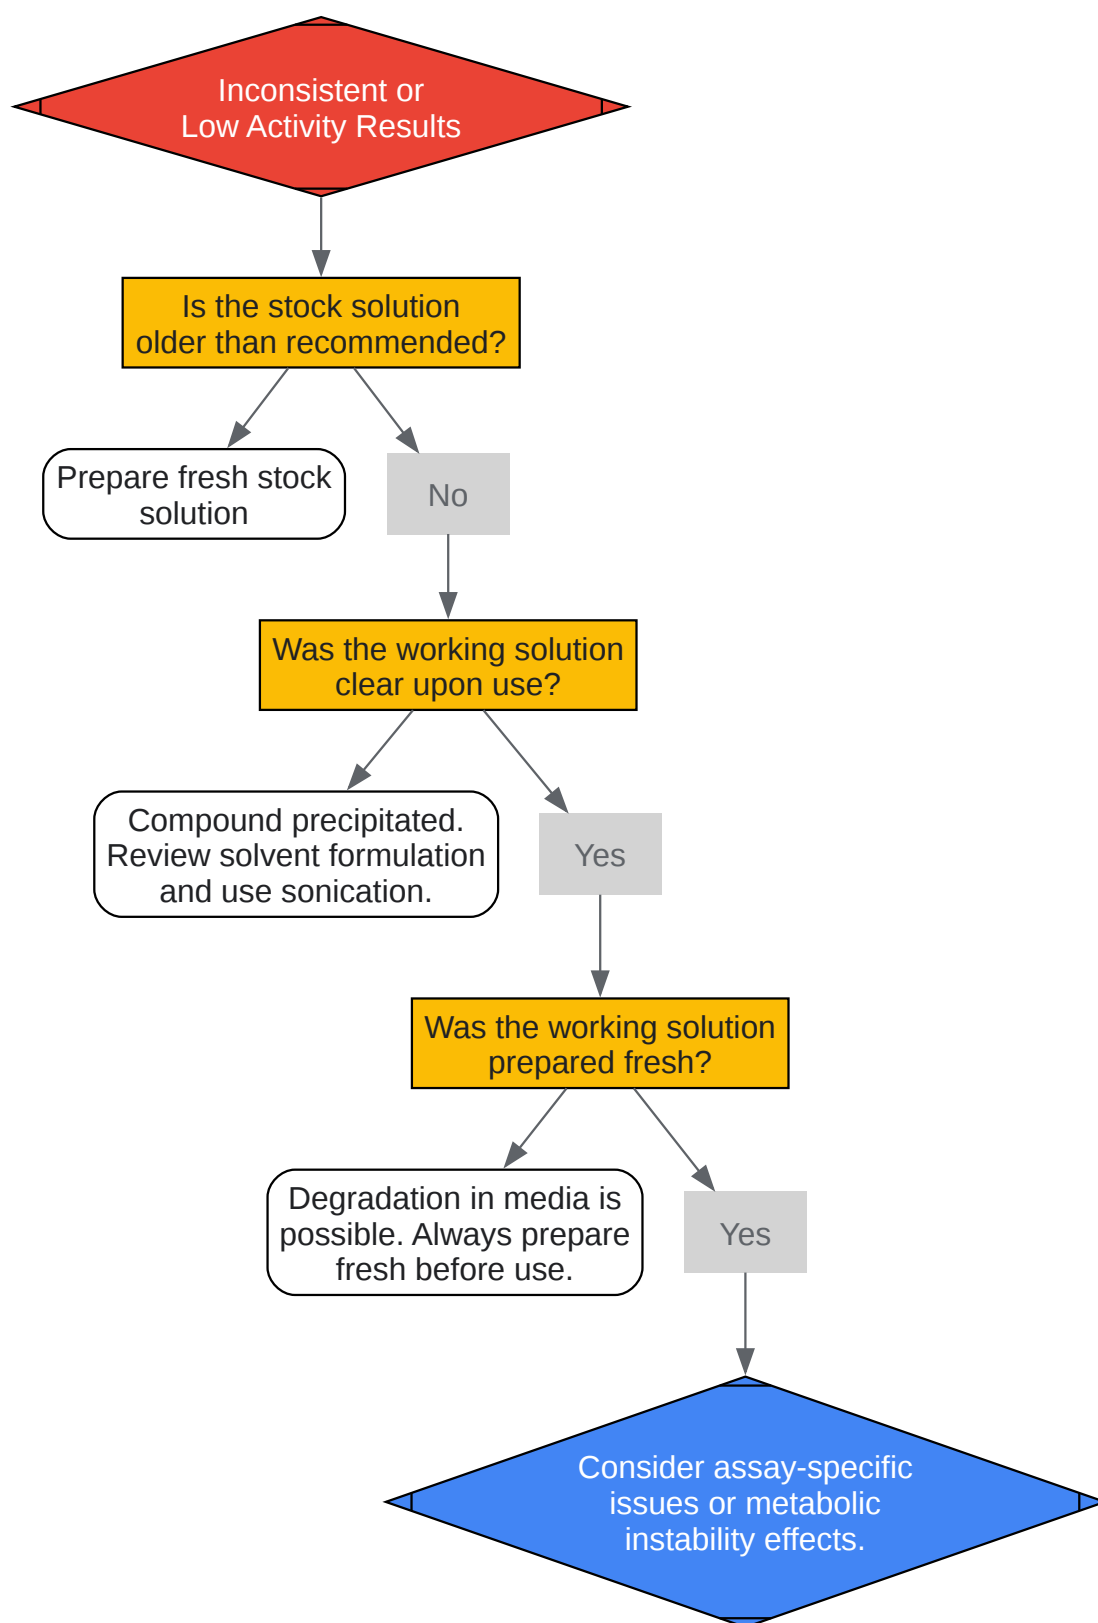 Inconsistent or
Low Activity Results
Is the stock solution
older than recommended?
Prepare fresh stock
solution
No
Was the working solution
clear upon use?
Compound precipitated.
Review solvent formulation
and use sonication.
Yes
Was the working solution
prepared fresh?
Degradation in media is
possible. Always prepare
fresh before use.
Yes
Consider assay-specific
issues or metabolic
instability effects.